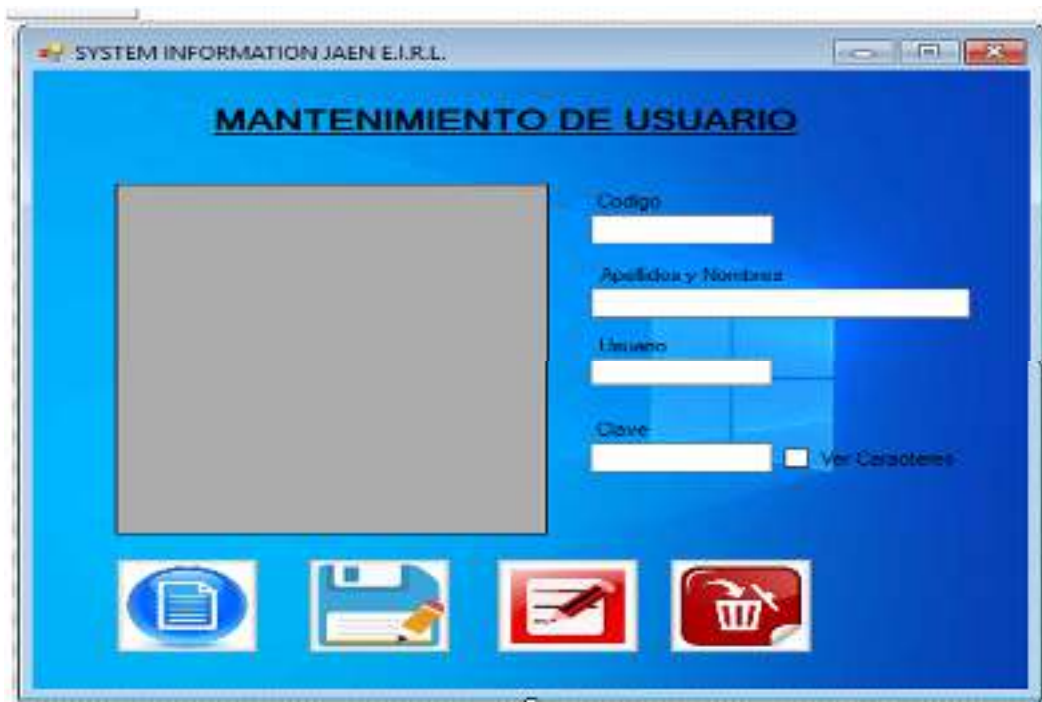 SYSTEM INFORMATION JAEN E.I.R.L.
MANTENIMIENTO DE USUARIO
Codigo
Apellidos y Nombres
Usuario
Clave
Ver Caracteres